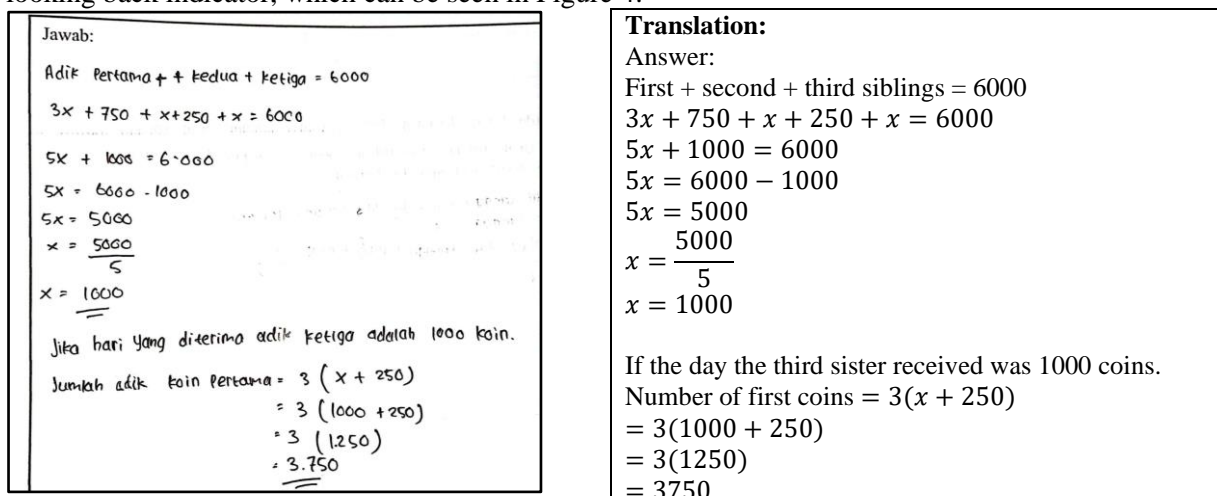 looking back indicator, which can be seen in Figure 4.
Jawab:
Adik Pertama + + kedua + ketiga = 6000
3x + 750 + x+250 + x = 6000
5x + 1000 = 6.000
5x = 6000 - 1000
5x = 5000
x = 5000
5
x = 1000
Jika hari yang diterima adik ketiga adalah 1000 koin.
Jumlah adik koin pertama = 3 (x + 250)
= 3 (1000 + 250)
= 3 (1.250)
= 3.750
Translation:
Answer:
First + second + third siblings = 6000
3𝑥 + 750 + 𝑥 + 250 + 𝑥 = 6000
5𝑥 + 1000 = 6000
5𝑥 = 6000 − 1000
5𝑥 = 5000
𝑥 = 5000
5
𝑥 = 1000
If the day the third sister received was 1000 coins.
Number of first coins = 3(𝑥 + 250)
= 3(1000 + 250)
= 3(1250)
= 3750